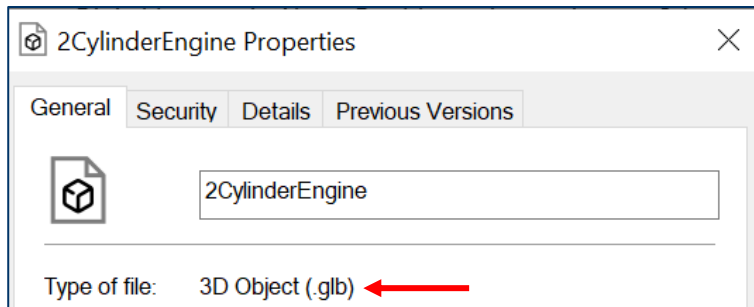 2CylinderEngine Properties
General Security Details Previous Versions
2CylinderEngine
Type of file: 3D Object (.glb)